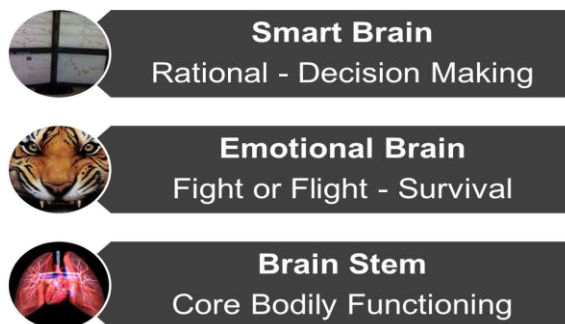 Smart Brain
Rational - Decision Making
Emotional Brain
Fight or Flight - Survival
Brain Stem
Core Bodily Functioning